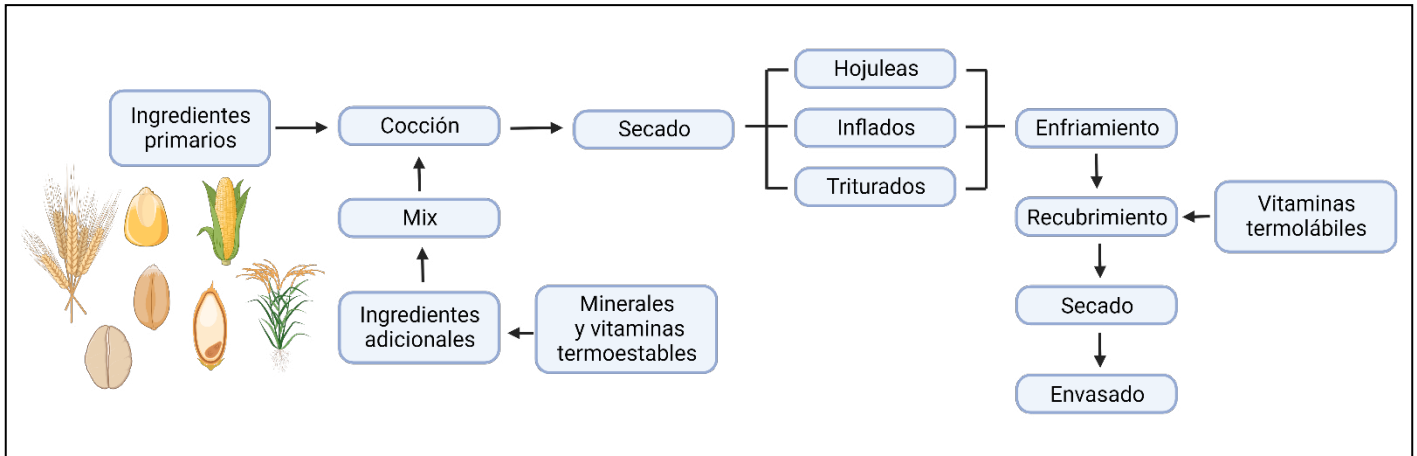 Ingredientes
primarios
Cocción
Mix
Ingredientes
adicionales
Minerales
y vitaminas
termoestables
Secado
Hojuleas
Inflados
Triturados
Enfriamiento
Recubrimiento
Vitaminas
termolábiles
Secado
Envasado